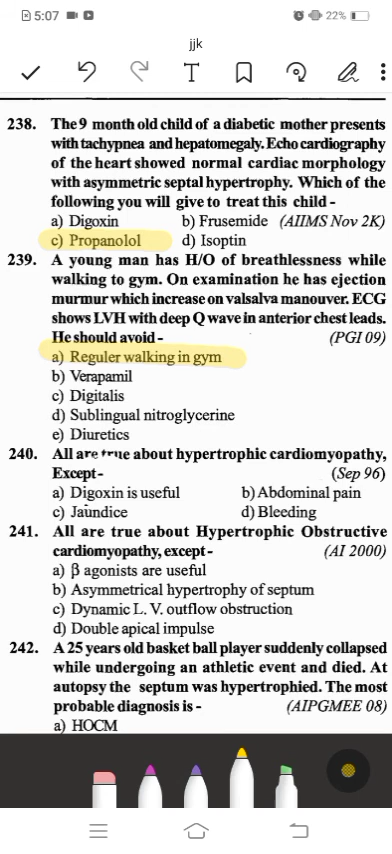 5:07
22%
jjk
T
238. The 9 month old child of a diabetic mother presents
with tachypnea and hepatomegaly. Echo cardiography
of the heart showed normal cardiac morphology
with asymmetric septal hypertrophy. Which of the
following you will give to treat this child -
a) Digoxin b) Frusemide (AIIMS Nov 2K)
c) Propanolol d) Isoptin
239. A young man has H/O of breathlessness while
walking to gym. On examination he has ejection
murmur which increase on valsalva manouver. ECG
shows LVH with deep Q wave in anterior chest leads.
He should avoid - (PGI 09)
a) Reguler walking in gym
b) Verapamil
c) Digitalis
d) Sublingual nitroglycerine
e) Diuretics
240. All are true about hypertrophic cardiomyopathy,
Except- (Sep 96)
a) Digoxin is useful b) Abdominal pain
c) Jaundice d) Bleeding
241. All are true about Hypertrophic Obstructive
cardiomyopathy, except - (AI 2000)
a) β agonists are useful
b) Asymmetrical hypertrophy of septum
c) Dynamic L. V. outflow obstruction
d) Double apical impulse
242. A 25 years old basket ball player suddenly collapsed
while undergoing an athletic event and died. At
autopsy the septum was hypertrophied. The most
probable diagnosis is - (AIPGMEE 08)
a) HOCM